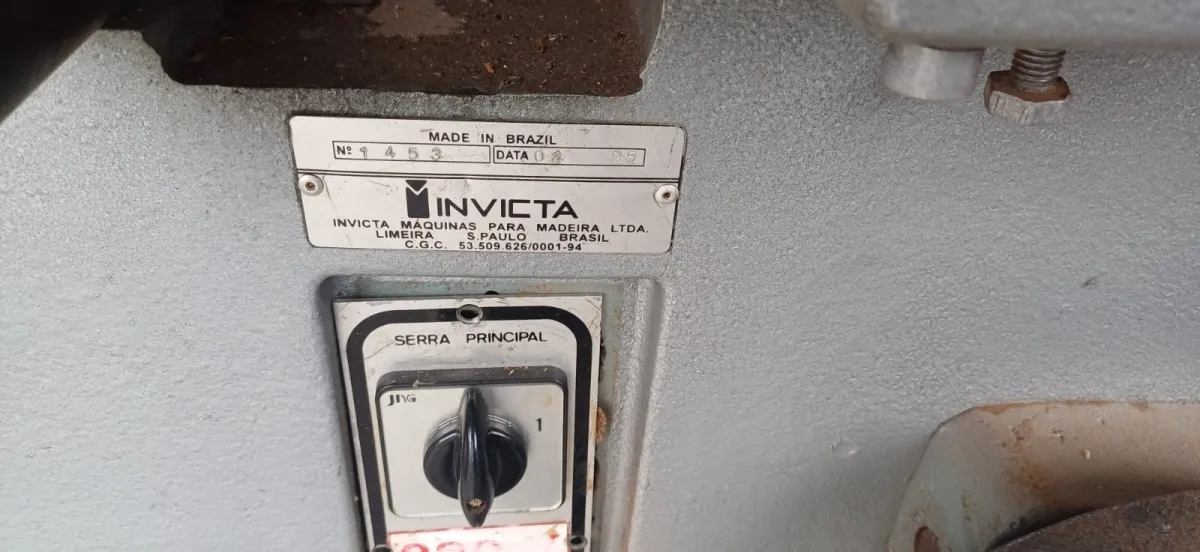 MADE IN BRAZIL
Nº 1453 DATA
INVICTA
INVICTA MÁQUINAS PARA MADEIRA LTDA.
LIMEIRA S.PAULO BRASIL
C.G.C. 53.509.626/0001-94
SERRA PRINCIPAL
JNG
1